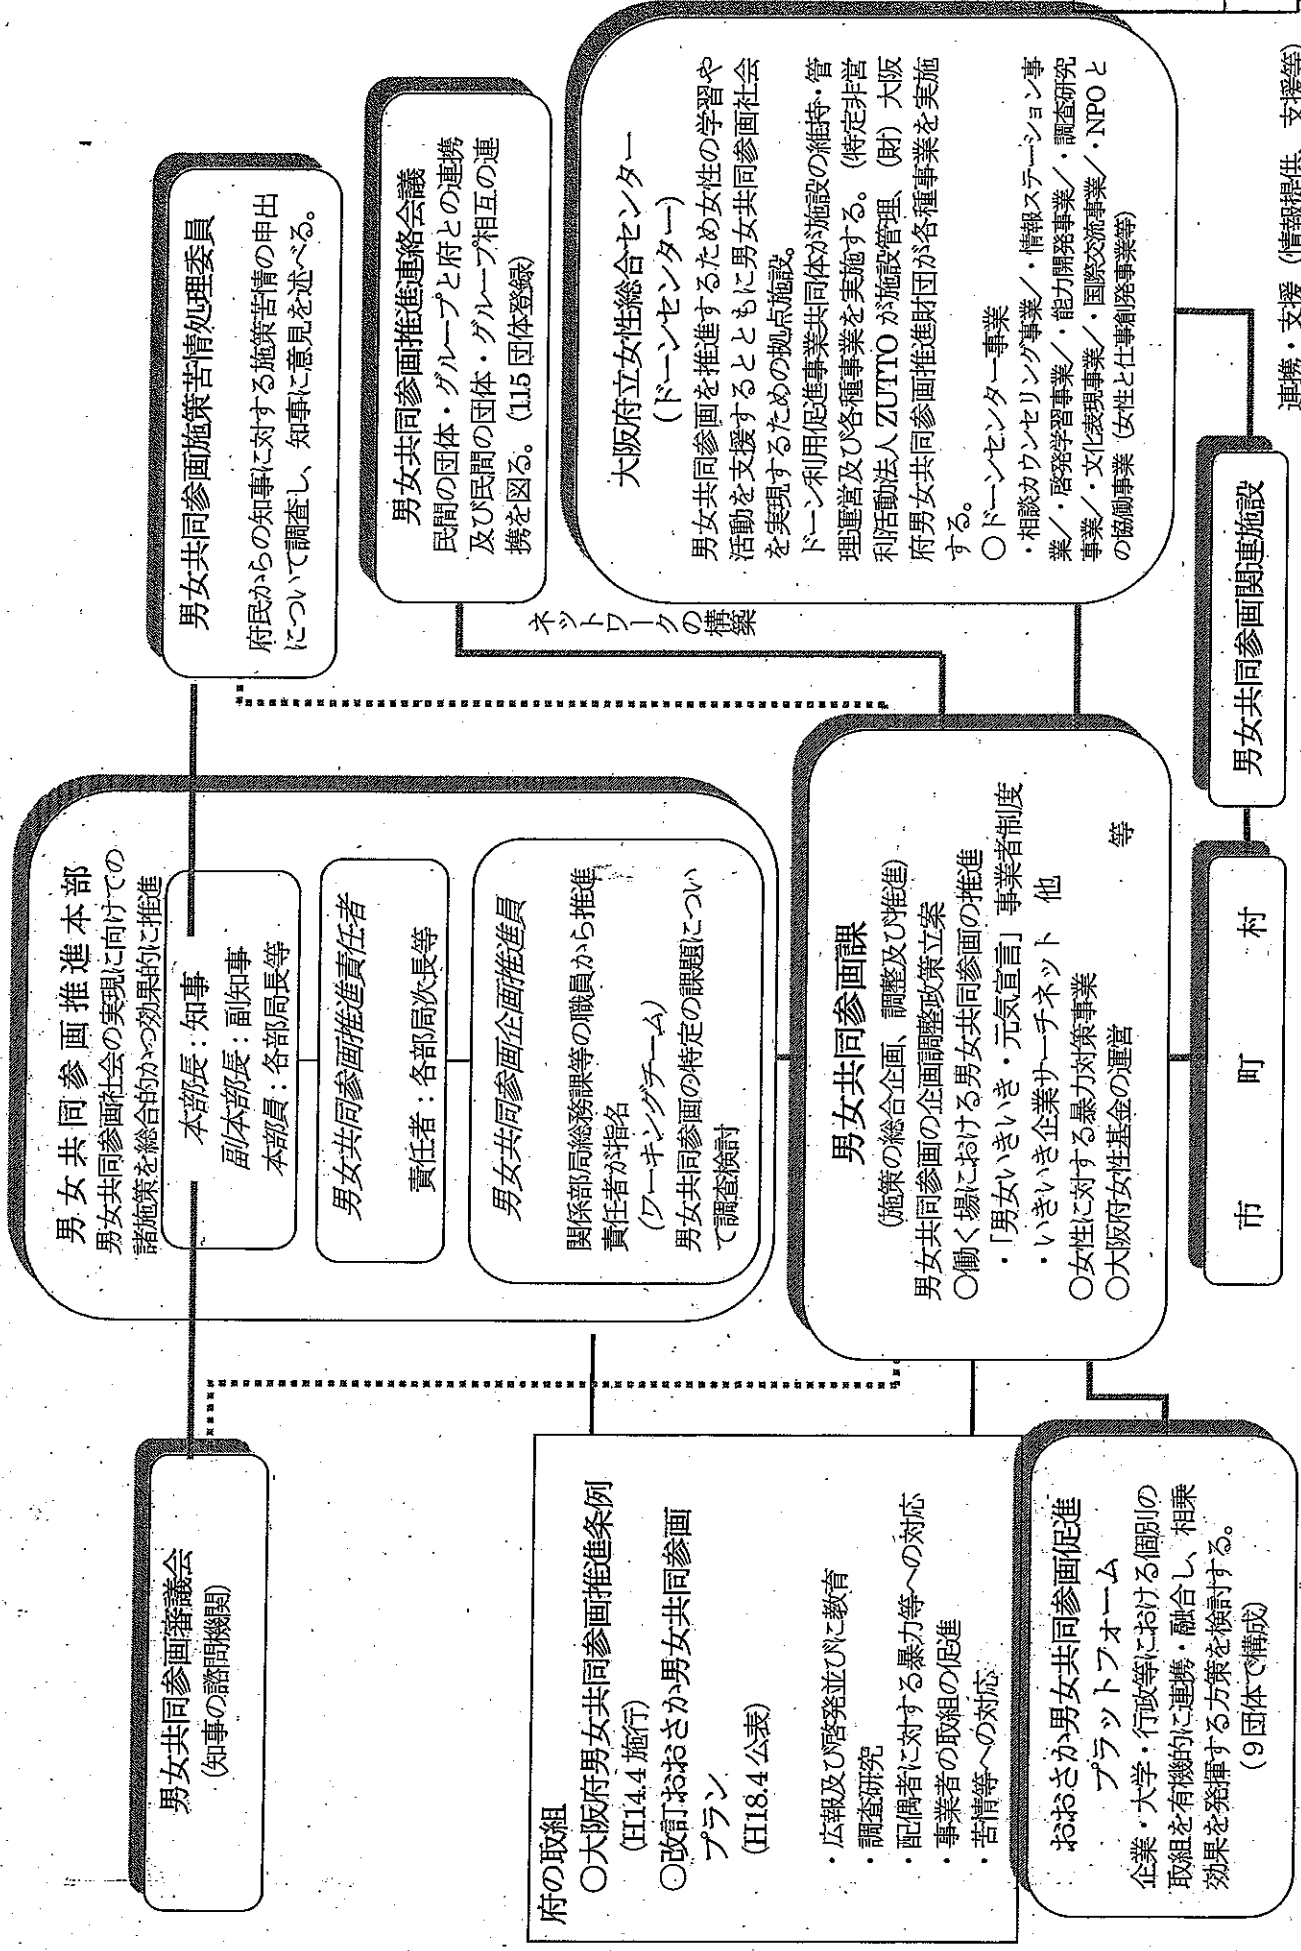 男女共同参画審議会
(知事の諮問機関)
男女共同参画推進本部
男女共同参画社会の実現に向けての
諸施策を総合的かつ効果的に推進
本部長：知事
副本部長：副知事
本部員：各部局長等
男女共同参画推進責任者
責任者：各部局次長等
男女共同参画企画推進員
関係部局総務課等の職員から推進
責任者が指名
(ワーキングチーム)
男女共同参画の特定の課題につい
て調査検討
男女共同参画施策苦情処理委員
府民からの知事に対する施策苦情の申出
について調査し、知事に意見を述べる。
男女共同参画推進連絡会議
民間の団体・グループと府との連携
及び民間の団体・グループ相互の連
携を図る。(115団体登録)
ネットワークの構築
府の取組
○大阪府男女共同参画推進条例
(H14.4施行)
○改訂おおさか男女共同参画
プラン
(H18.4公表)
・広報及び啓発並びに教育
・調査研究
・配偶者に対する暴力等への対応
・事業者の取組の促進
・苦情等への対応
男女共同参画課
(施策の総合企画、調整及び推進)
男女共同参画の企画調整政策立案
○働く場における男女共同参画の推進
・「男女いきいき・元気宣言」事業者制度
・いきいき企業サーチネット 他
○女性に対する暴力対策事業
○大阪府女性基金の運営 等
大阪府立女性総合センター
(ドーンセンター)
男女共同参画を推進するため女性の学習や
活動を支援するとともに男女共同参画社会
を実現するための拠点施設。
ドーン利用促進事業共同体が施設の維持・管
理運営及び各種事業を実施する。(特定非営
利活動法人ZUTTOが施設管理、(財)大阪
府男女共同参画推進財団が各種事業を実施
する。
○ドーンセンター事業
・相談カウンセリング事業／・情報ステーション事
業／・啓発学習事業／・能力開発事業／・調査研究
事業／・文化表現事業／・国際交流事業／・NPOと
の協働事業(女性と仕事創発事業等)
おおさか男女共同参画促進
プラットフォーム
企業・大学・行政等における個別の
取組を有機的に連携・融合し、相乗
効果を発揮する方策を検討する。
(9団体で構成)
市町村
男女共同参画関連施設
連携・支援(情報提供、支援等)